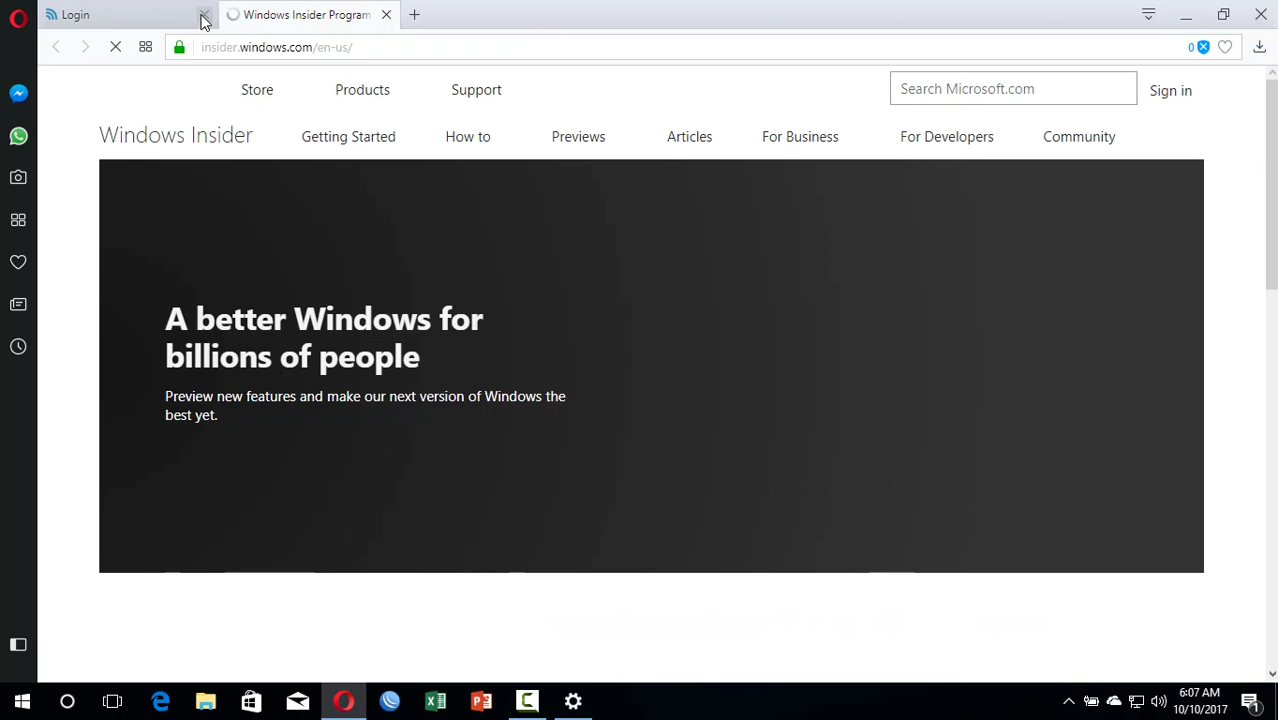 Login
Windows Insider Program
insider.windows.com/en-us/
0
Store Products Support
Search Microsoft.com
Sign in
Windows Insider Getting Started How to Previews Articles For Business For Developers Community
A better Windows for
billions of people
Preview new features and make our next version of Windows the
best yet.
6:07 AM
10/10/2017
1